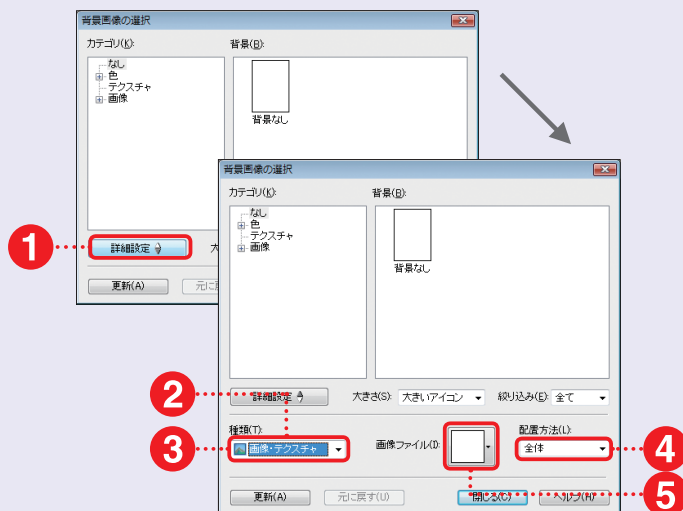 背景画像の選択
カテゴリ(K):
背景(B):
なし
色
テクスチャ
画像
背景なし
1
詳細設定
大
更新(A)
元に戻
背景画像の選択
カテゴリ(K):
背景(B):
なし
色
テクスチャ
画像
背景なし
2
詳細設定
大きさ(S): 大きいアイコン
絞り込み(E): 全て
種類(T):
配置方法(L):
3
画像・テクスチャ
画像ファイル(I):
全体
4
更新(A)
元に戻す(U)
閉じる(C)
ヘルプ(H)
5